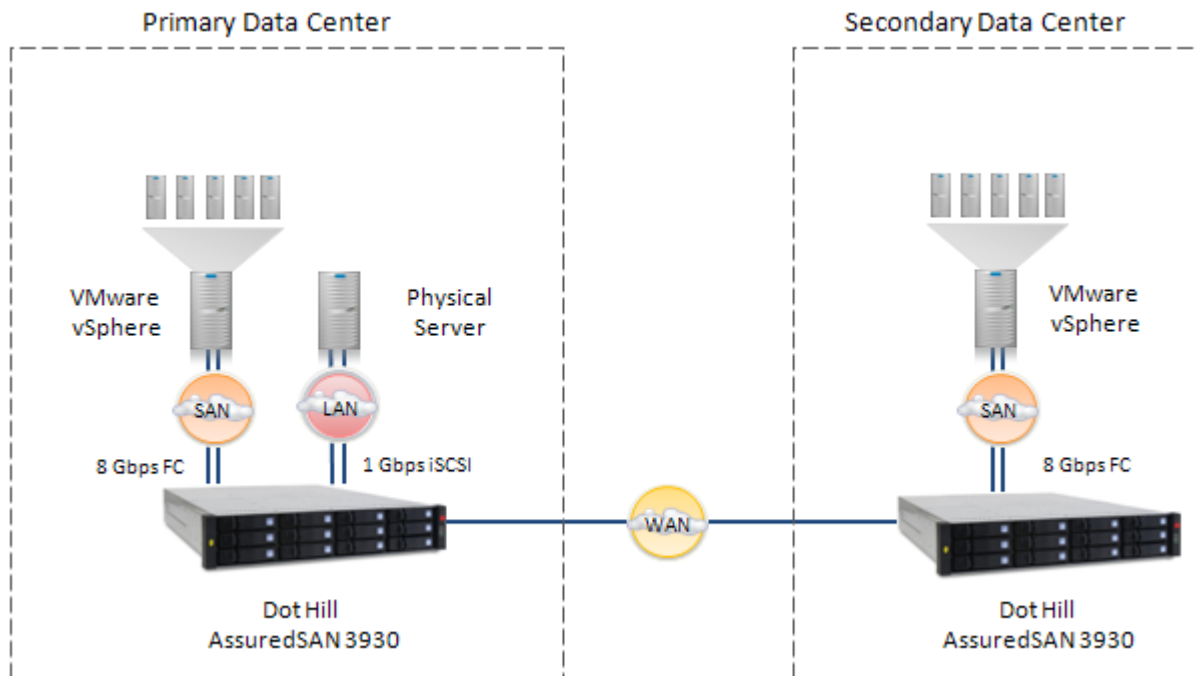 Primary Data Center
Secondary Data Center
VMware
vSphere
Physical
Server
VMware
vSphere
SAN
LAN
SAN
8 Gbps FC
1 Gbps iSCSI
8 Gbps FC
WAN
Dot Hill
AssuredSAN 3930
Dot Hill
AssuredSAN 3930